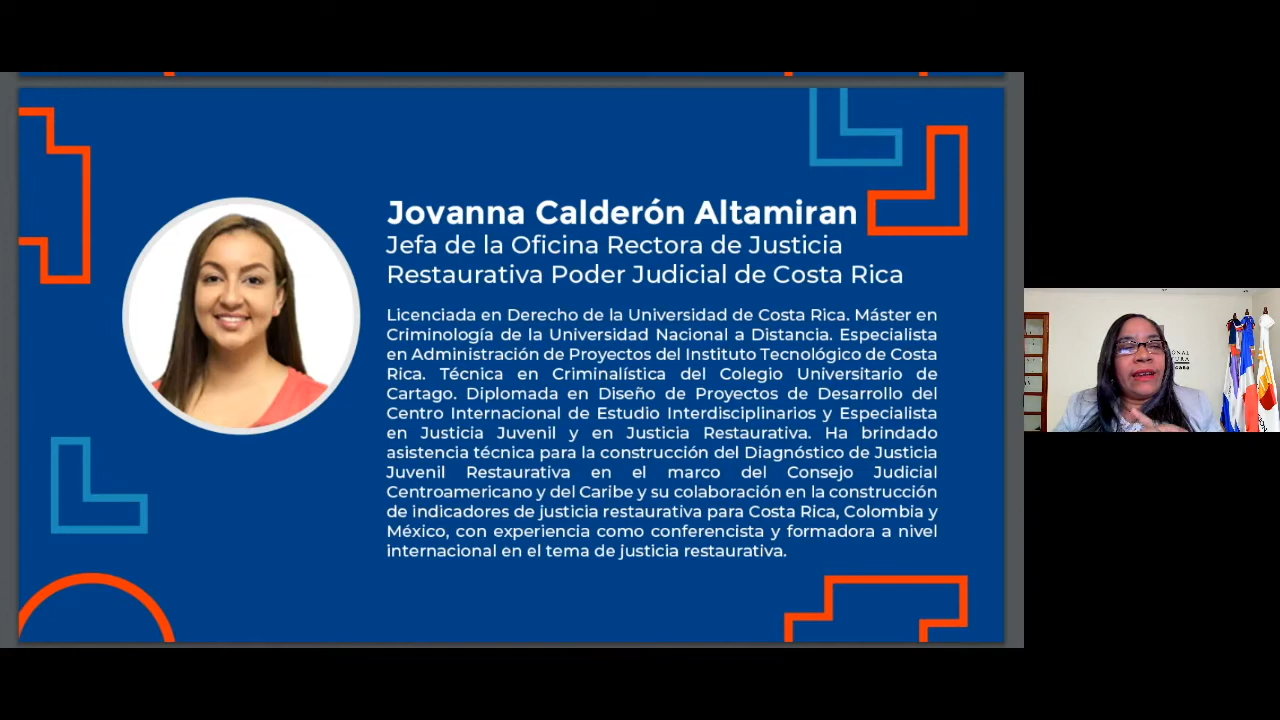 Jovanna Calderón Altamiran
Jefa de la Oficina Rectora de Justicia
Restaurativa Poder Judicial de Costa Rica
Licenciada en Derecho de la Universidad de Costa Rica. Máster en
Criminología de la Universidad Nacional a Distancia. Especialista
en Administración de Proyectos del Instituto Tecnológico de Costa
Rica. Técnica en Criminalística del Colegio Universitario de
Cartago. Diplomada en Diseño de Proyectos de Desarrollo del
Centro Internacional de Estudio Interdisciplinarios y Especialista
en Justicia Juvenil y en Justicia Restaurativa. Ha brindado
asistencia técnica para la construcción del Diagnóstico de Justicia
Juvenil Restaurativa en el marco del Consejo Judicial
Centroamericano y del Caribe y su colaboración en la construcción
de indicadores de justicia restaurativa para Costa Rica, Colombia y
México, con experiencia como conferencista y formadora a nivel
internacional en el tema de justicia restaurativa.